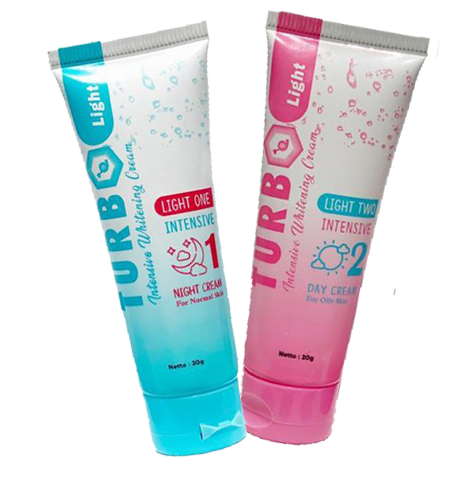 TURBO
Light
Intensive Whitening Cream
LIGHT ONE
INTENSIVE
1
NIGHT CREAM
For Normal Skin
Netto : 20g
TURBO
Light
Intensive Whitening Cream
LIGHT TWO
INTENSIVE
2
DAY CREAM
For Oily Skin
Netto : 20g